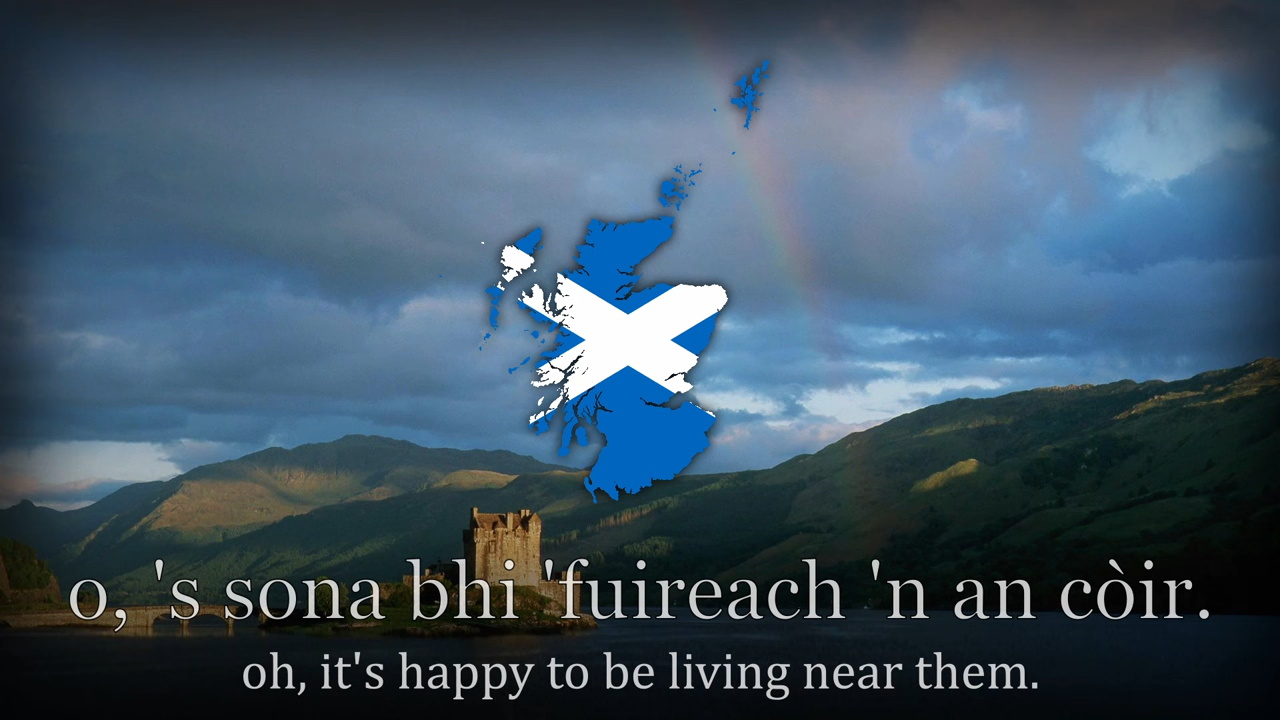 o, 's sona bhi 'fuireach 'n an còir.
oh, it's happy to be living near them.